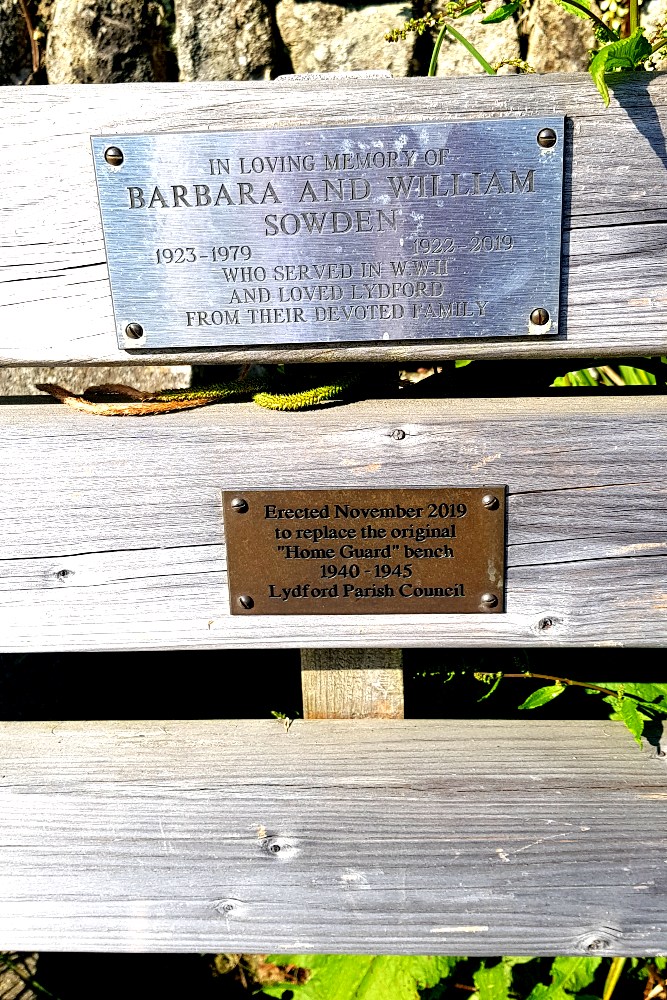 IN LOVING MEMORY OF
BARBARA AND WILLIAM
SOWDEN
1923-1979 1922-2019
WHO SERVED IN W.W.II
AND LOVED LYDFORD
FROM THEIR DEVOTED FAMILY
Erected November 2019
to replace the original
"Home Guard" bench
1940 - 1945
Lydford Parish Council